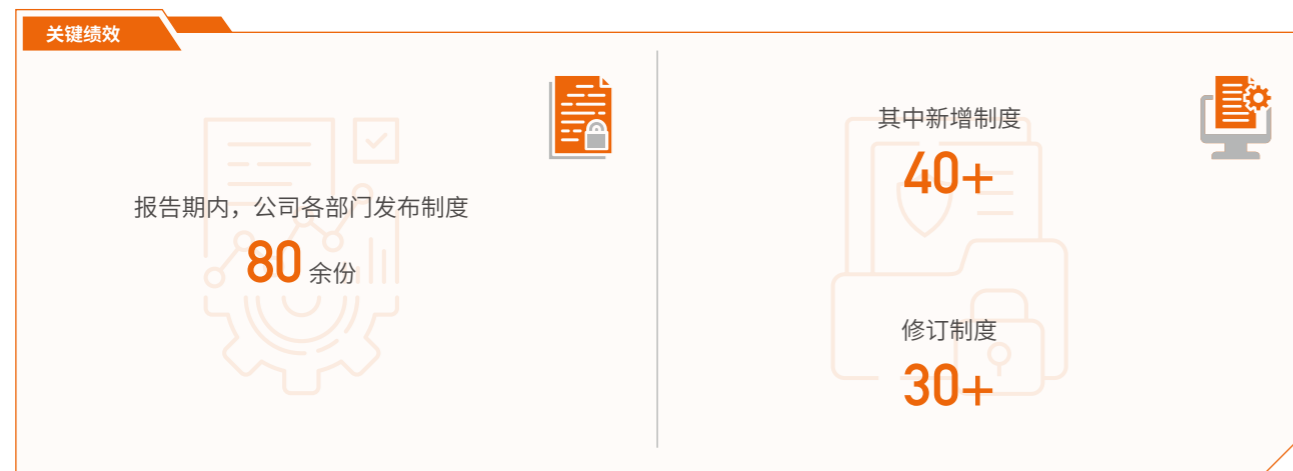 关键绩效
报告期内，公司各部门发布制度
80 余份
其中新增制度
40+
修订制度
30+